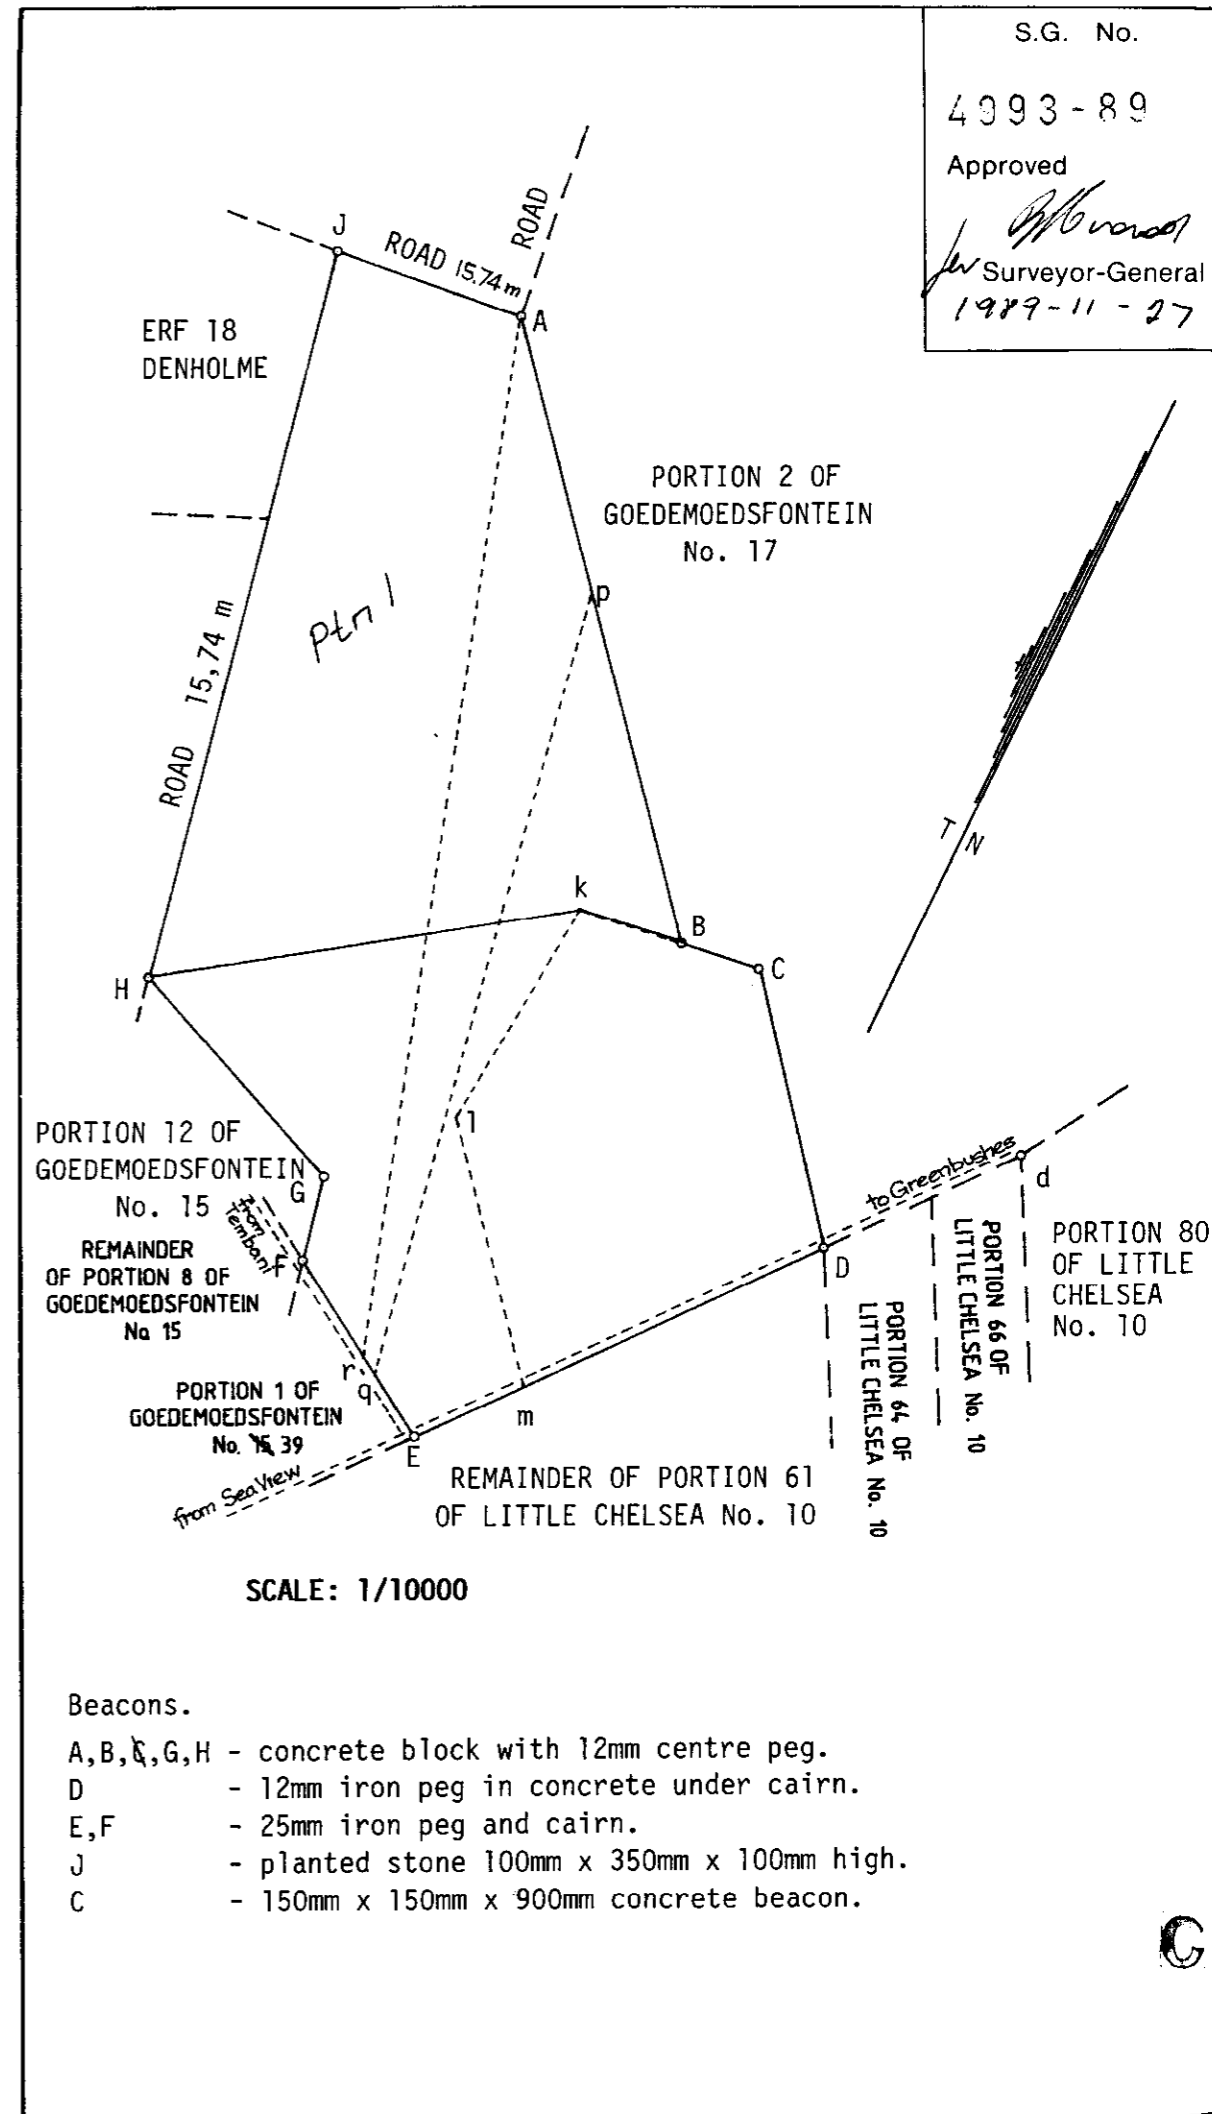 S.G. No.
4993-89
Approved
for Surveyor-General
1989-11-27
J
ROAD 15.74 m
ROAD
A
ERF 18
DENHOLME
PORTION 2 OF
GOEDEMOEDSFONTEIN
No. 17
p
Ptn 1
ROAD 15,74 m
T N
k
B
C
H
l
PORTION 12 OF
GOEDEMOEDSFONTEIN
No. 15
G
from
Tembani
f
REMAINDER
OF PORTION 8 OF
GOEDEMOEDSFONTEIN
No 15
to Greenbushes
d
D
PORTION 80
OF LITTLE
CHELSEA
No. 10
PORTION 66 OF
LITTLE CHELSEA No. 10
PORTION 64 OF
LITTLE CHELSEA No. 10
r
q
m
PORTION 1 OF
GOEDEMOEDSFONTEIN
No. 15 39
E
from Sea View
REMAINDER OF PORTION 61
OF LITTLE CHELSEA No. 10
SCALE: 1/10000
Beacons.
A,B,C,G,H - concrete block with 12mm centre peg.
D - 12mm iron peg in concrete under cairn.
E,F - 25mm iron peg and cairn.
J - planted stone 100mm x 350mm x 100mm high.
C - 150mm x 150mm x 900mm concrete beacon.
C